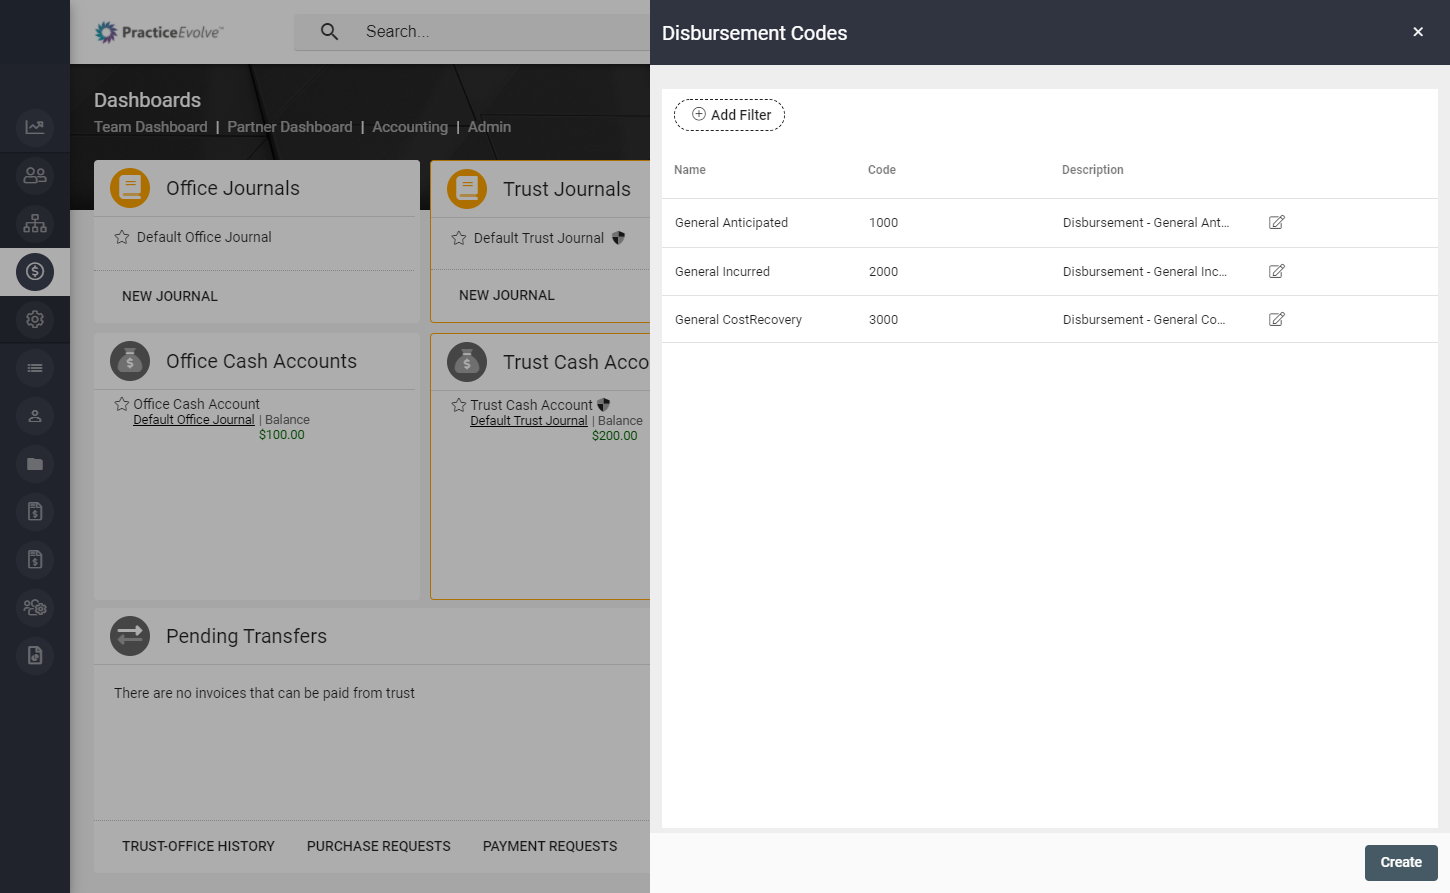 PracticeEvolve™
Search...
Dashboards
Team Dashboard | Partner Dashboard | Accounting | Admin
Office Journals
Default Office Journal
NEW JOURNAL
Trust Journals
Default Trust Journal
NEW JOURNAL
Office Cash Accounts
Office Cash Account
Default Office Journal | Balance
$100.00
Trust Cash Acco
Trust Cash Account
Default Trust Journal | Balance
$200.00
Pending Transfers
There are no invoices that can be paid from trust
TRUST-OFFICE HISTORY PURCHASE REQUESTS PAYMENT REQUESTS
Disbursement Codes
Add Filter
Name Code Description
General Anticipated 1000 Disbursement - General Ant...
General Incurred 2000 Disbursement - General Inc...
General CostRecovery 3000 Disbursement - General Co...
Create